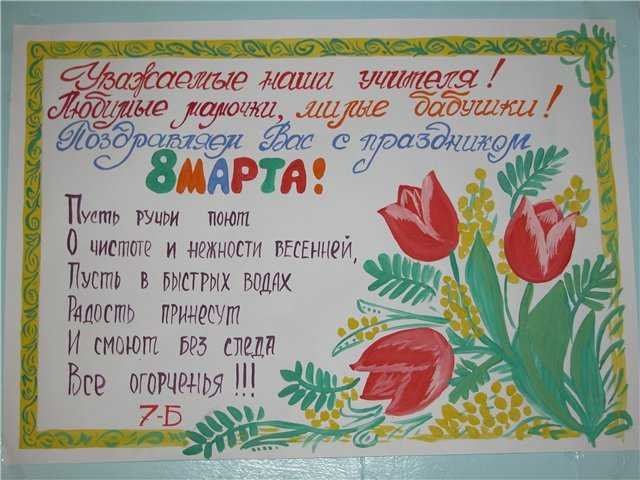 Уважаемые наши учителя!
Любимые мамочки, милые бабушки!
Поздравляем Вас с праздником
8 МАРТА!
Пусть ручьи поют
О чистоте и нежности весенней,
Пусть в быстрых водах
Радость принесут
И смоют без следа
Все огорченья!!!
7-Б